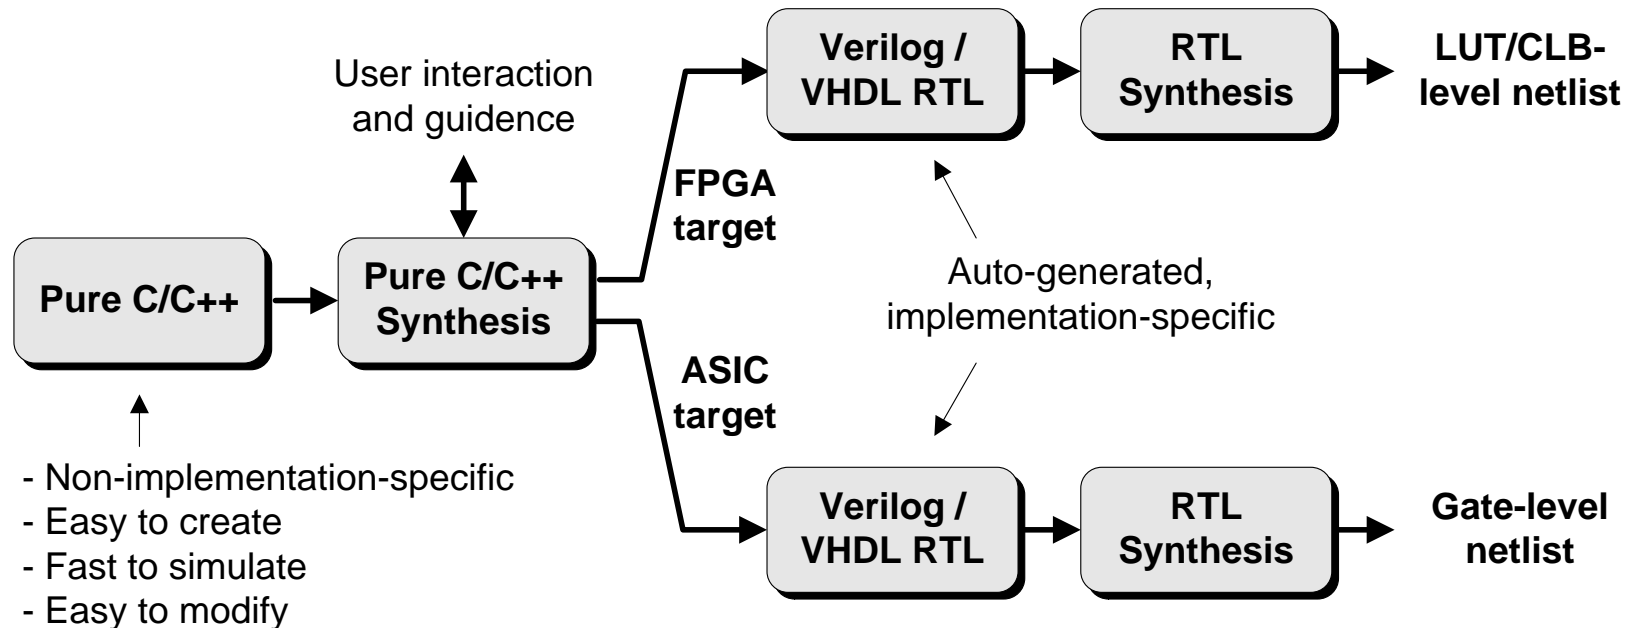 User interaction
and guidence
Pure C/C++
Pure C/C++
Synthesis
- Non-implementation-specific
- Easy to create
- Fast to simulate
- Easy to modify
FPGA
target
Verilog /
VHDL RTL
RTL
Synthesis
LUT/CLB-
level netlist
Auto-generated,
implementation-specific
ASIC
target
Verilog /
VHDL RTL
RTL
Synthesis
Gate-level
netlist